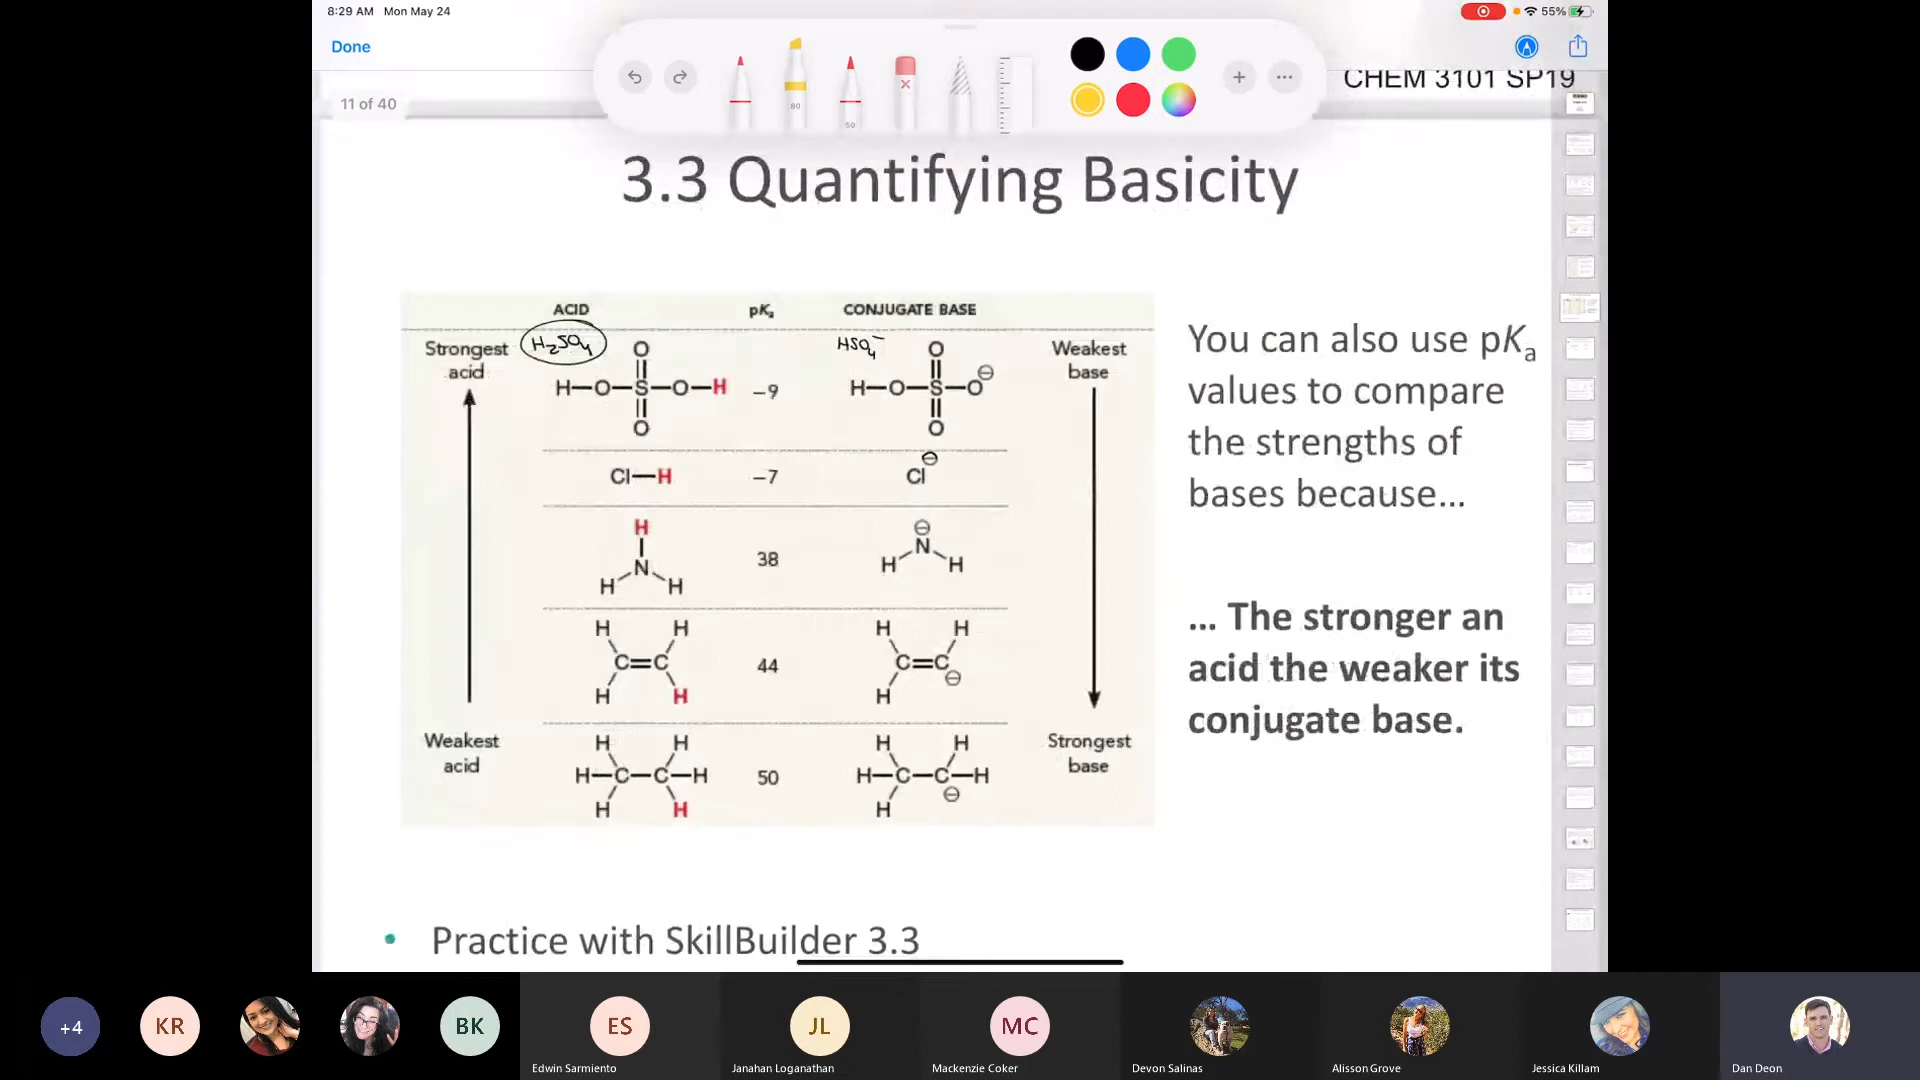 8:29 AM Mon May 24
55%
Done
CHEM 3101 SP19
11 of 40
80
50
3.3 Quantifying Basicity
ACID pKa CONJUGATE BASE
Strongest acid
H2SO4
O
H—O—S—O—H
O
−9
HSO4−
O
H—O—S—O⊖
O
Weakest base
Cl—H −7 Cl⊖
H
N
H H
38
⊖
N
H H
H H
C=C
H H
44
H H
C=C
H ⊖
Weakest acid
H H
H—C—C—H
H H
50
H H
H—C—C—H
H ⊖
Strongest base
You can also use pKa
values to compare
the strengths of
bases because...
... The stronger an
acid the weaker its
conjugate base.
• Practice with SkillBuilder 3.3
+4 KR BK ES JL MC
Edwin Sarmiento Janahan Loganathan Mackenzie Coker Devon Salinas Alisson Grove Jessica Killam Dan Deon